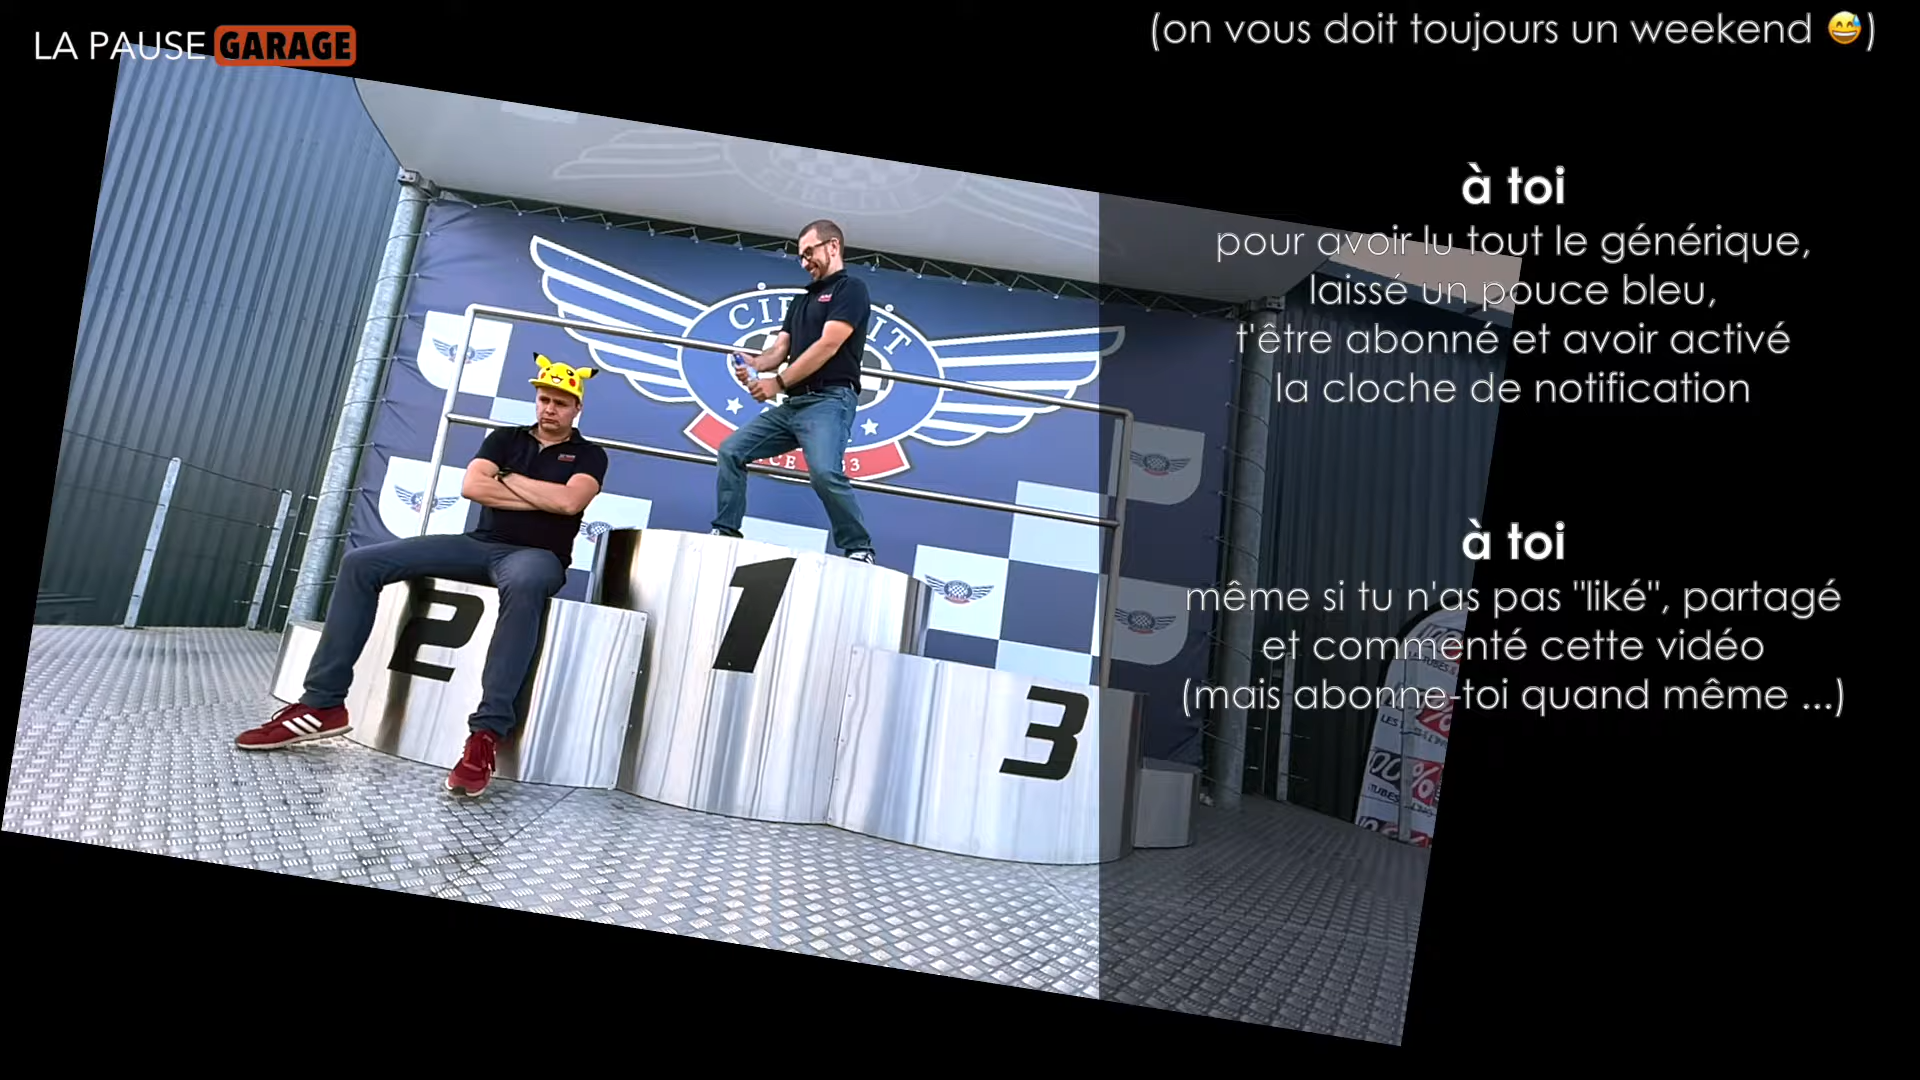 LA PAUSE GARAGE
(on vous doit toujours un weekend 😅)
à toi
pour avoir lu tout le générique,
laissé un pouce bleu,
t'être abonné et avoir activé
la cloche de notification
à toi
même si tu n'as pas "liké", partagé
et commenté cette vidéo
(mais abonne-toi quand même ...)
2
1
3